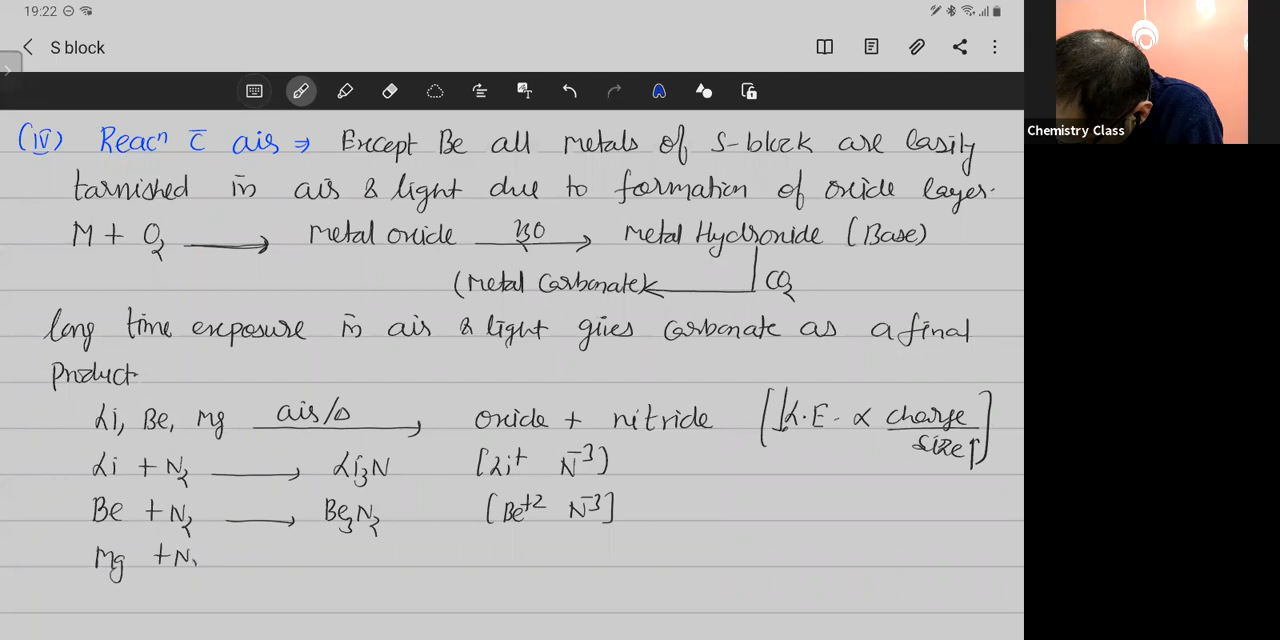 19:22
S block
Chemistry Class
(IV) Reacⁿ c̅ air ⇒ Except Be all metals of S-block are easily
tarnished in air & light due to formation of oxide layer.
M + O₂ ⟶ Metal oxide —H₂O→ Metal Hydroxide (Base)
(Metal Carbonate) ← CO₂
long time exposure in air & light gives carbonate as a final
Product
Li, Be, Mg —air/Δ→ oxide + nitride [L.E. ∝ charge/size↑]
Li + N₂ ⟶ Li₃N [Li⁺ N⁻³)
Be + N₂ ⟶ Be₃N₂ [Be⁺² N⁻³]
Mg + N